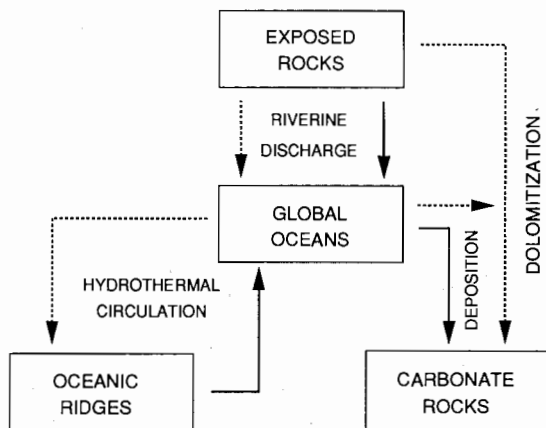 EXPOSED
ROCKS
RIVERINE
DISCHARGE
DOLOMITIZATION
GLOBAL
OCEANS
DEPOSITION
HYDROTHERMAL
CIRCULATION
OCEANIC
RIDGES
CARBONATE
ROCKS